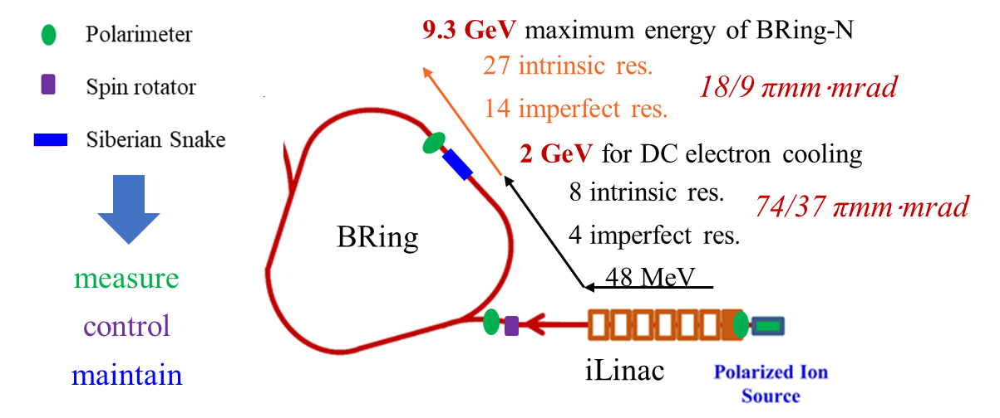 Polarimeter
Spin rotator
Siberian Snake
measure
control
maintain
9.3 GeV maximum energy of BRing-N
27 intrinsic res.
14 imperfect res.
18/9 πmm·mrad
2 GeV for DC electron cooling
8 intrinsic res.
4 imperfect res.
74/37 πmm·mrad
48 MeV
BRing
iLinac
Polarized Ion
Source